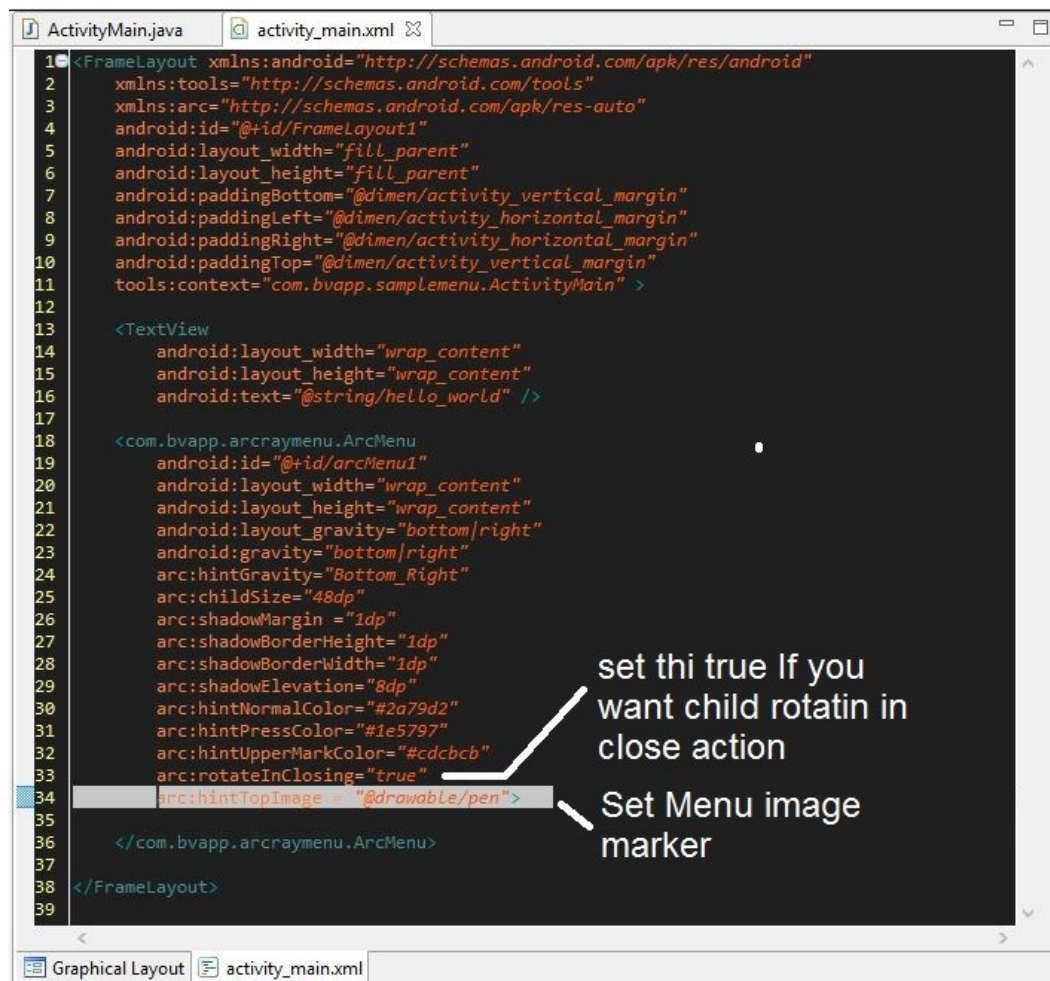 ActivityMain.java
activity_main.xml
1 <FrameLayout xmlns:android="http://schemas.android.com/apk/res/android"
2 xmlns:tools="http://schemas.android.com/tools"
3 xmlns:arc="http://schemas.android.com/apk/res-auto"
4 android:id="@+id/FrameLayout1"
5 android:layout_width="fill_parent"
6 android:layout_height="fill_parent"
7 android:paddingBottom="@dimen/activity_vertical_margin"
8 android:paddingLeft="@dimen/activity_horizontal_margin"
9 android:paddingRight="@dimen/activity_horizontal_margin"
10 android:paddingTop="@dimen/activity_vertical_margin"
11 tools:context="com.bvapp.samplemenu.ActivityMain" >
12
13 <TextView
14 android:layout_width="wrap_content"
15 android:layout_height="wrap_content"
16 android:text="@string/hello_world" />
17
18 <com.bvapp.arcraymenu.ArcMenu
19 android:id="@+id/arcMenu1"
20 android:layout_width="wrap_content"
21 android:layout_height="wrap_content"
22 android:layout_gravity="bottom|right"
23 android:gravity="bottom|right"
24 arc:hintGravity="Bottom_Right"
25 arc:childSize="48dp"
26 arc:shadowMargin ="1dp"
27 arc:shadowBorderHeight="1dp"
28 arc:shadowBorderWidth="1dp"
29 arc:shadowElevation="8dp"
30 arc:hintNormalColor="#2a79d2"
31 arc:hintPressColor="#1e5797"
32 arc:hintUpperMarkColor="#cdcbcb"
33 arc:rotateInClosing="true"
34 arc:hintTopImage = "@drawable/pen">
35
36 </com.bvapp.arcraymenu.ArcMenu>
37
38 </FrameLayout>
39
set thi true If you
want child rotatin in
close action
Set Menu image
marker
Graphical Layout
activity_main.xml